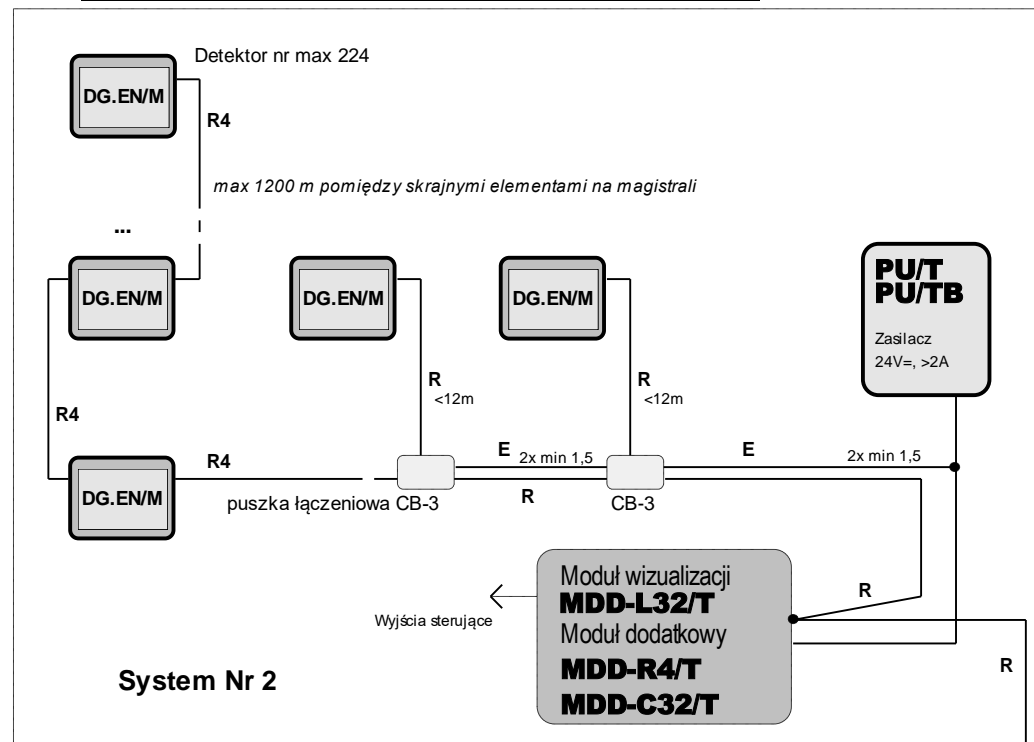 Detektor nr max 224
DG.EN/M
R4
max 1200 m pomiędzy skrajnymi elementami na magistrali
...
DG.EN/M
DG.EN/M
DG.EN/M
PU/T
PU/TB
Zasilacz
24V=, >2A
R
<12m
R
<12m
R4
R4
E
2x min 1,5
E
2x min 1,5
DG.EN/M
puszka łączeniowa CB-3
R
CB-3
Moduł wizualizacji
MDD-L32/T
Moduł dodatkowy
MDD-R4/T
MDD-C32/T
Wyjścia sterujące
R
R
System Nr 2